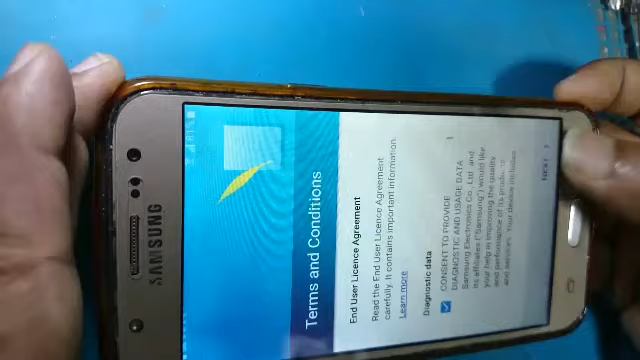 SAMSUNG
Terms and Conditions
End User Licence Agreement
Read the End User Licence Agreement
carefully. It contains important information.
Learn more
Diagnostic data
CONSENT TO PROVIDE
DIAGNOSTIC AND USAGE DATA
Samsung Electronics Co., Ltd. and
its affiliates ("Samsung") would like
your help in improving the quality
and performance of its products
and services. Your device includes
NEXT >